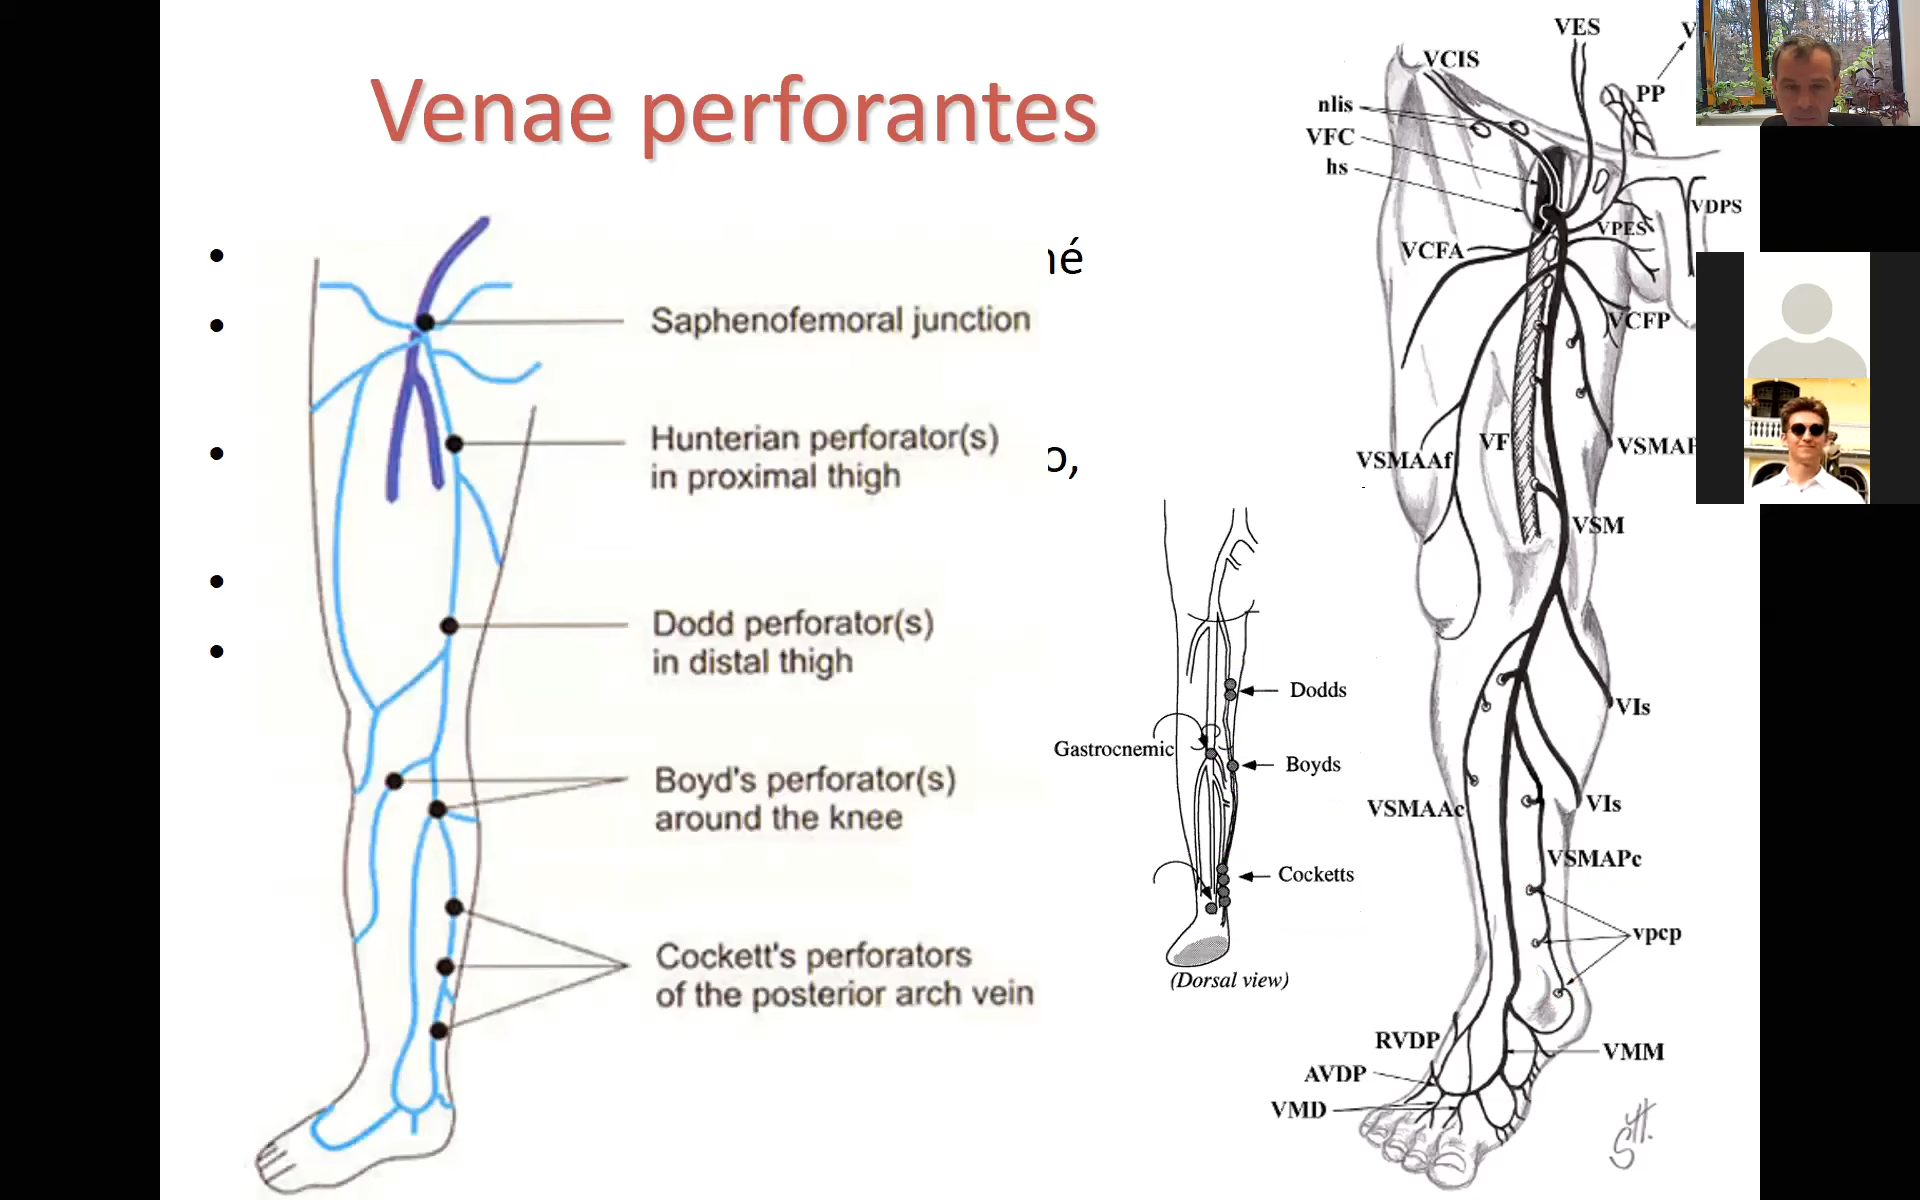 Venae perforantes
Saphenofemoral junction
Hunterian perforator(s)
in proximal thigh
Dodd perforator(s)
in distal thigh
Boyd's perforator(s)
around the knee
Cockett's perforators
of the posterior arch vein
Dodds
Gastrocnemic
Boyds
Cocketts
(Dorsal view)
VES
VCIS
PP
nlis
VFC
hs
VDPS
VPES
VCFA
VCFP
VF
VSMAAf
VSM
VIs
VIs
VSMAAc
VSMAPc
vpcp
RVDP
VMM
AVDP
VMD